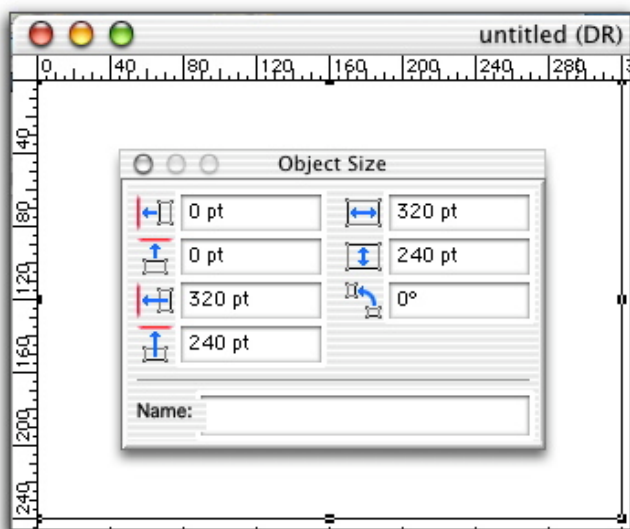 untitled (DR)
0 40 80 120 160 200 240 280
40
80
120
160
200
240
Object Size
0 pt 320 pt
0 pt 240 pt
320 pt 0°
240 pt
Name: